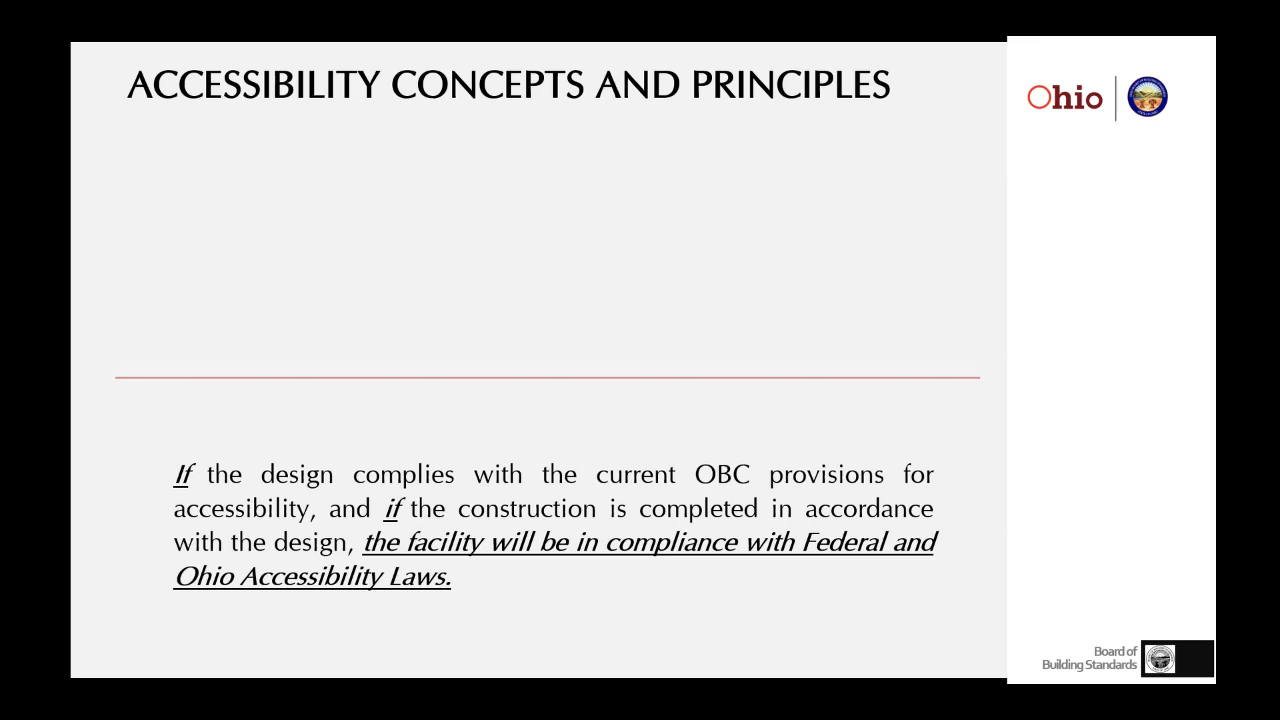 ACCESSIBILITY CONCEPTS AND PRINCIPLES
Ohio
If the design complies with the current OBC provisions for
accessibility, and if the construction is completed in accordance
with the design, the facility will be in compliance with Federal and
Ohio Accessibility Laws.
Board of
Building Standards